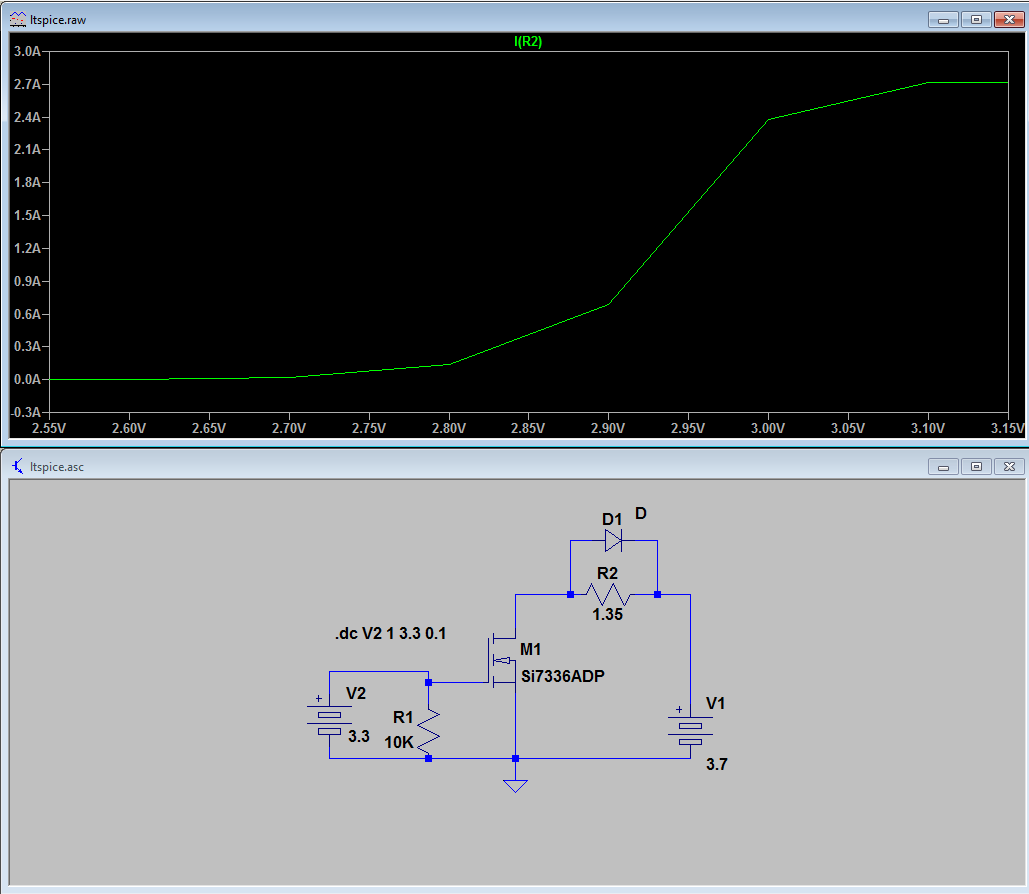 ltspice.raw
I(R2)
3.0A
2.7A
2.4A
2.1A
1.8A
1.5A
1.2A
0.9A
0.6A
0.3A
0.0A
-0.3A
2.55V 2.60V 2.65V 2.70V 2.75V 2.80V 2.85V 2.90V 2.95V 3.00V 3.05V 3.10V 3.15V
ltspice.asc
D1 D
R2
1.35
.dc V2 1 3.3 0.1
M1
Si7336ADP
+ V2
3.3
R1
10K
+ V1
3.7